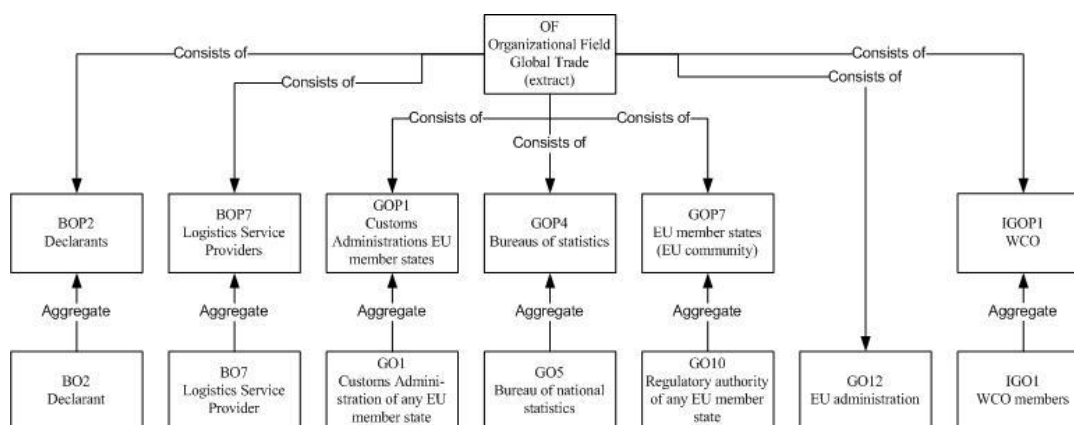 OF
Organizational Field
Global Trade
(extract)
Consists of
Consists of
Consists of
Consists of
Consists of
Consists of
Consists of
BOP2
Declarants
BOP7
Logistics Service
Providers
GOP1
Customs
Administrations EU
member states
GOP4
Bureaus of statistics
GOP7
EU member states
(EU community)
IGOP1
WCO
Aggregate
Aggregate
Aggregate
Aggregate
Aggregate
Aggregate
BO2
Declarant
BO7
Logistics Service
Provider
GO1
Customs Admini-
stration of any EU
member state
GO5
Bureau of national
statistics
GO10
Regulatory authority
of any EU member
state
GO12
EU administration
IGO1
WCO members